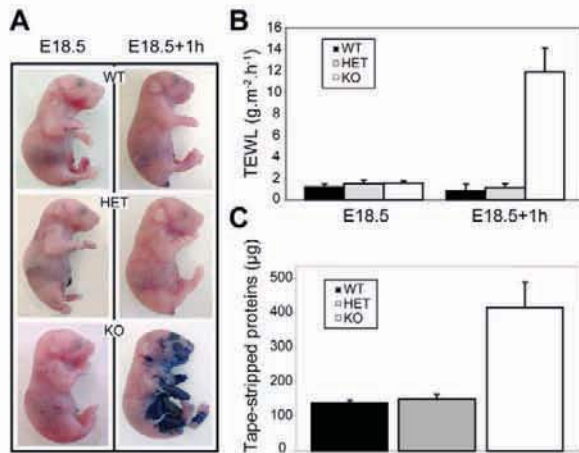 A
E18.5 E18.5+1h
WT
HET
KO
B
TEWL (g.m⁻².h⁻¹)
16
14
12
10
8
6
4
2
0
WT
HET
KO
E18.5 E18.5+1h
C
Tape-stripped proteins (µg)
500
400
300
200
100
0
WT
HET
KO